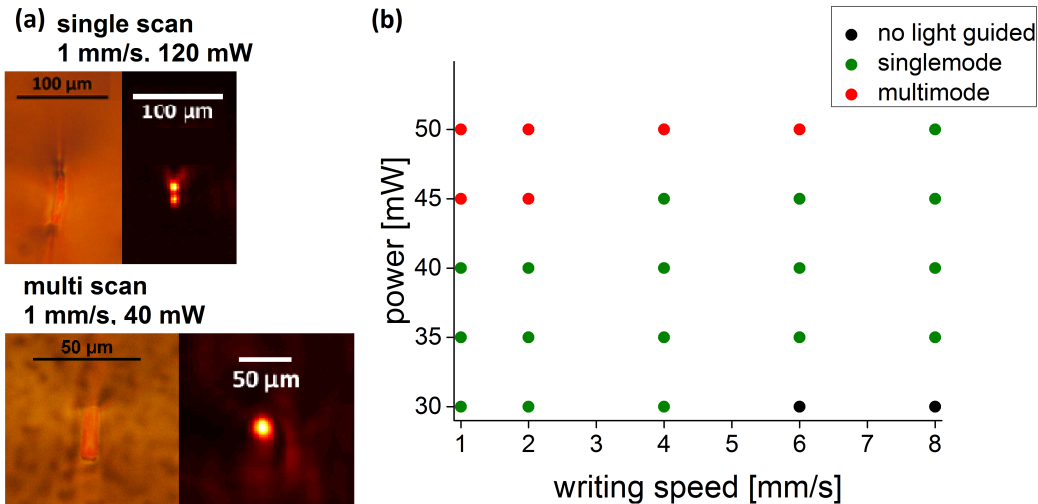 (a)
single scan
1 mm/s. 120 mW
100 µm
100 µm
multi scan
1 mm/s, 40 mW
50 µm
50 µm
(b)
no light guided
singlemode
multimode
power [mW]
50
45
40
35
30
1 2 3 4 5 6 7 8
writing speed [mm/s]